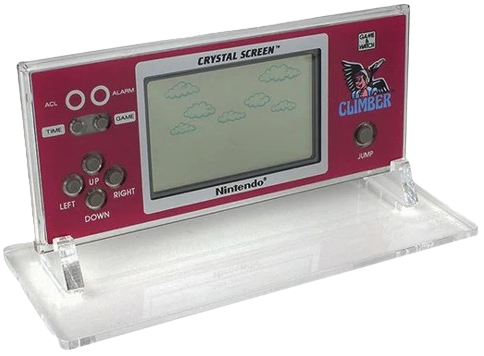 CRYSTAL SCREEN™
GAME & WATCH
ACL
ALARM
TIME
GAME
CLIMBER
UP
LEFT
RIGHT
DOWN
JUMP
Nintendo®